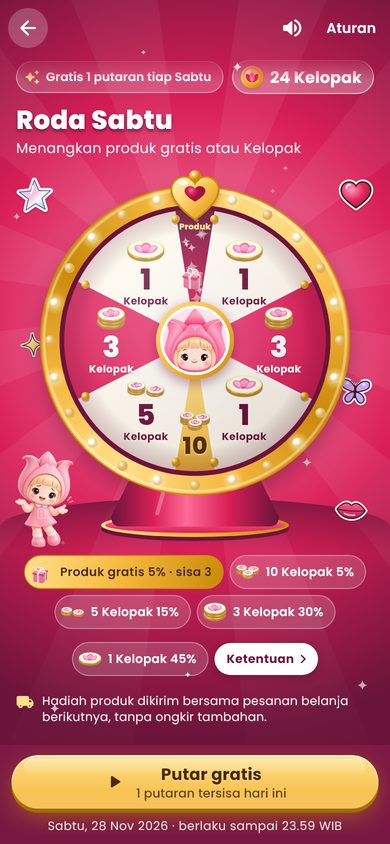 Aturan
Gratis 1 putaran tiap Sabtu
24 Kelopak
Roda Sabtu
Menangkan produk gratis atau Kelopak
Produk
1
Kelopak
1
Kelopak
3
Kelopak
3
Kelopak
5
Kelopak
10
1
Kelopak
Produk gratis 5% · sisa 3
10 Kelopak 5%
5 Kelopak 15%
3 Kelopak 30%
1 Kelopak 45%
Ketentuan
Hadiah produk dikirim bersama pesanan belanja
berikutnya, tanpa ongkir tambahan.
Putar gratis
1 putaran tersisa hari ini
Sabtu, 28 Nov 2026 · berlaku sampai 23.59 WIB